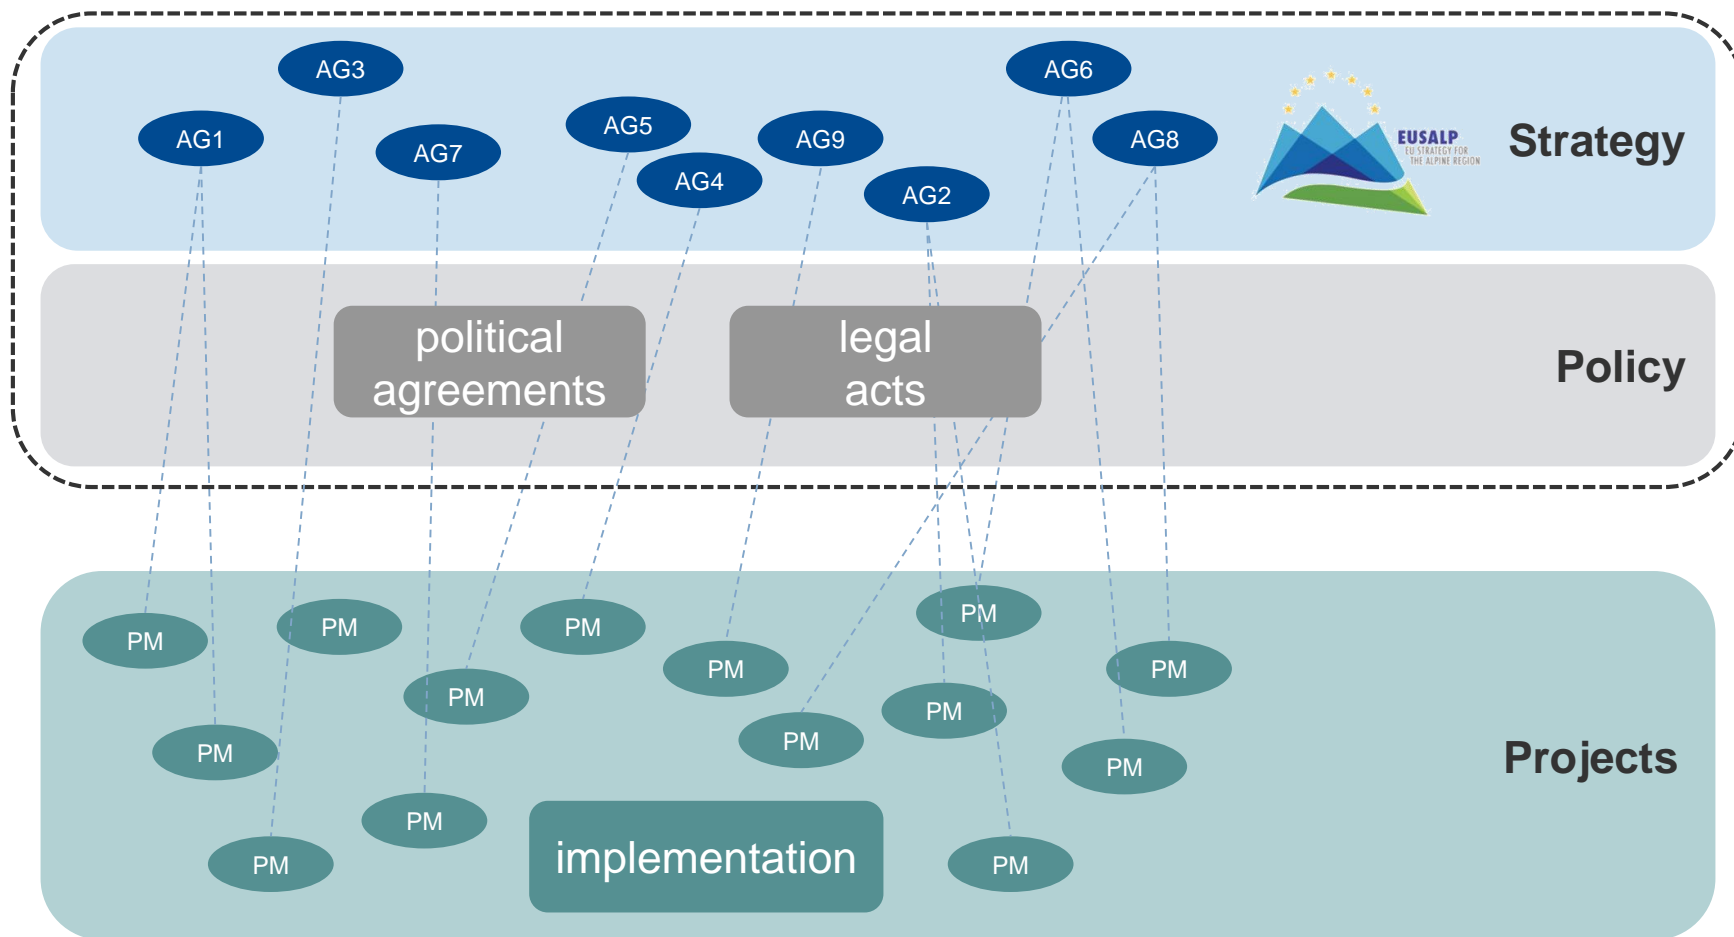 AG3
AG6
AG1
AG7
AG5
AG4
AG9
AG2
AG8
EUSALP
EU STRATEGY FOR
THE ALPINE REGION
Strategy
political
agreements
legal
acts
Policy
PM
PM
PM
PM
PM
PM
PM
PM
PM
PM
PM
PM
PM
PM
implementation
Projects